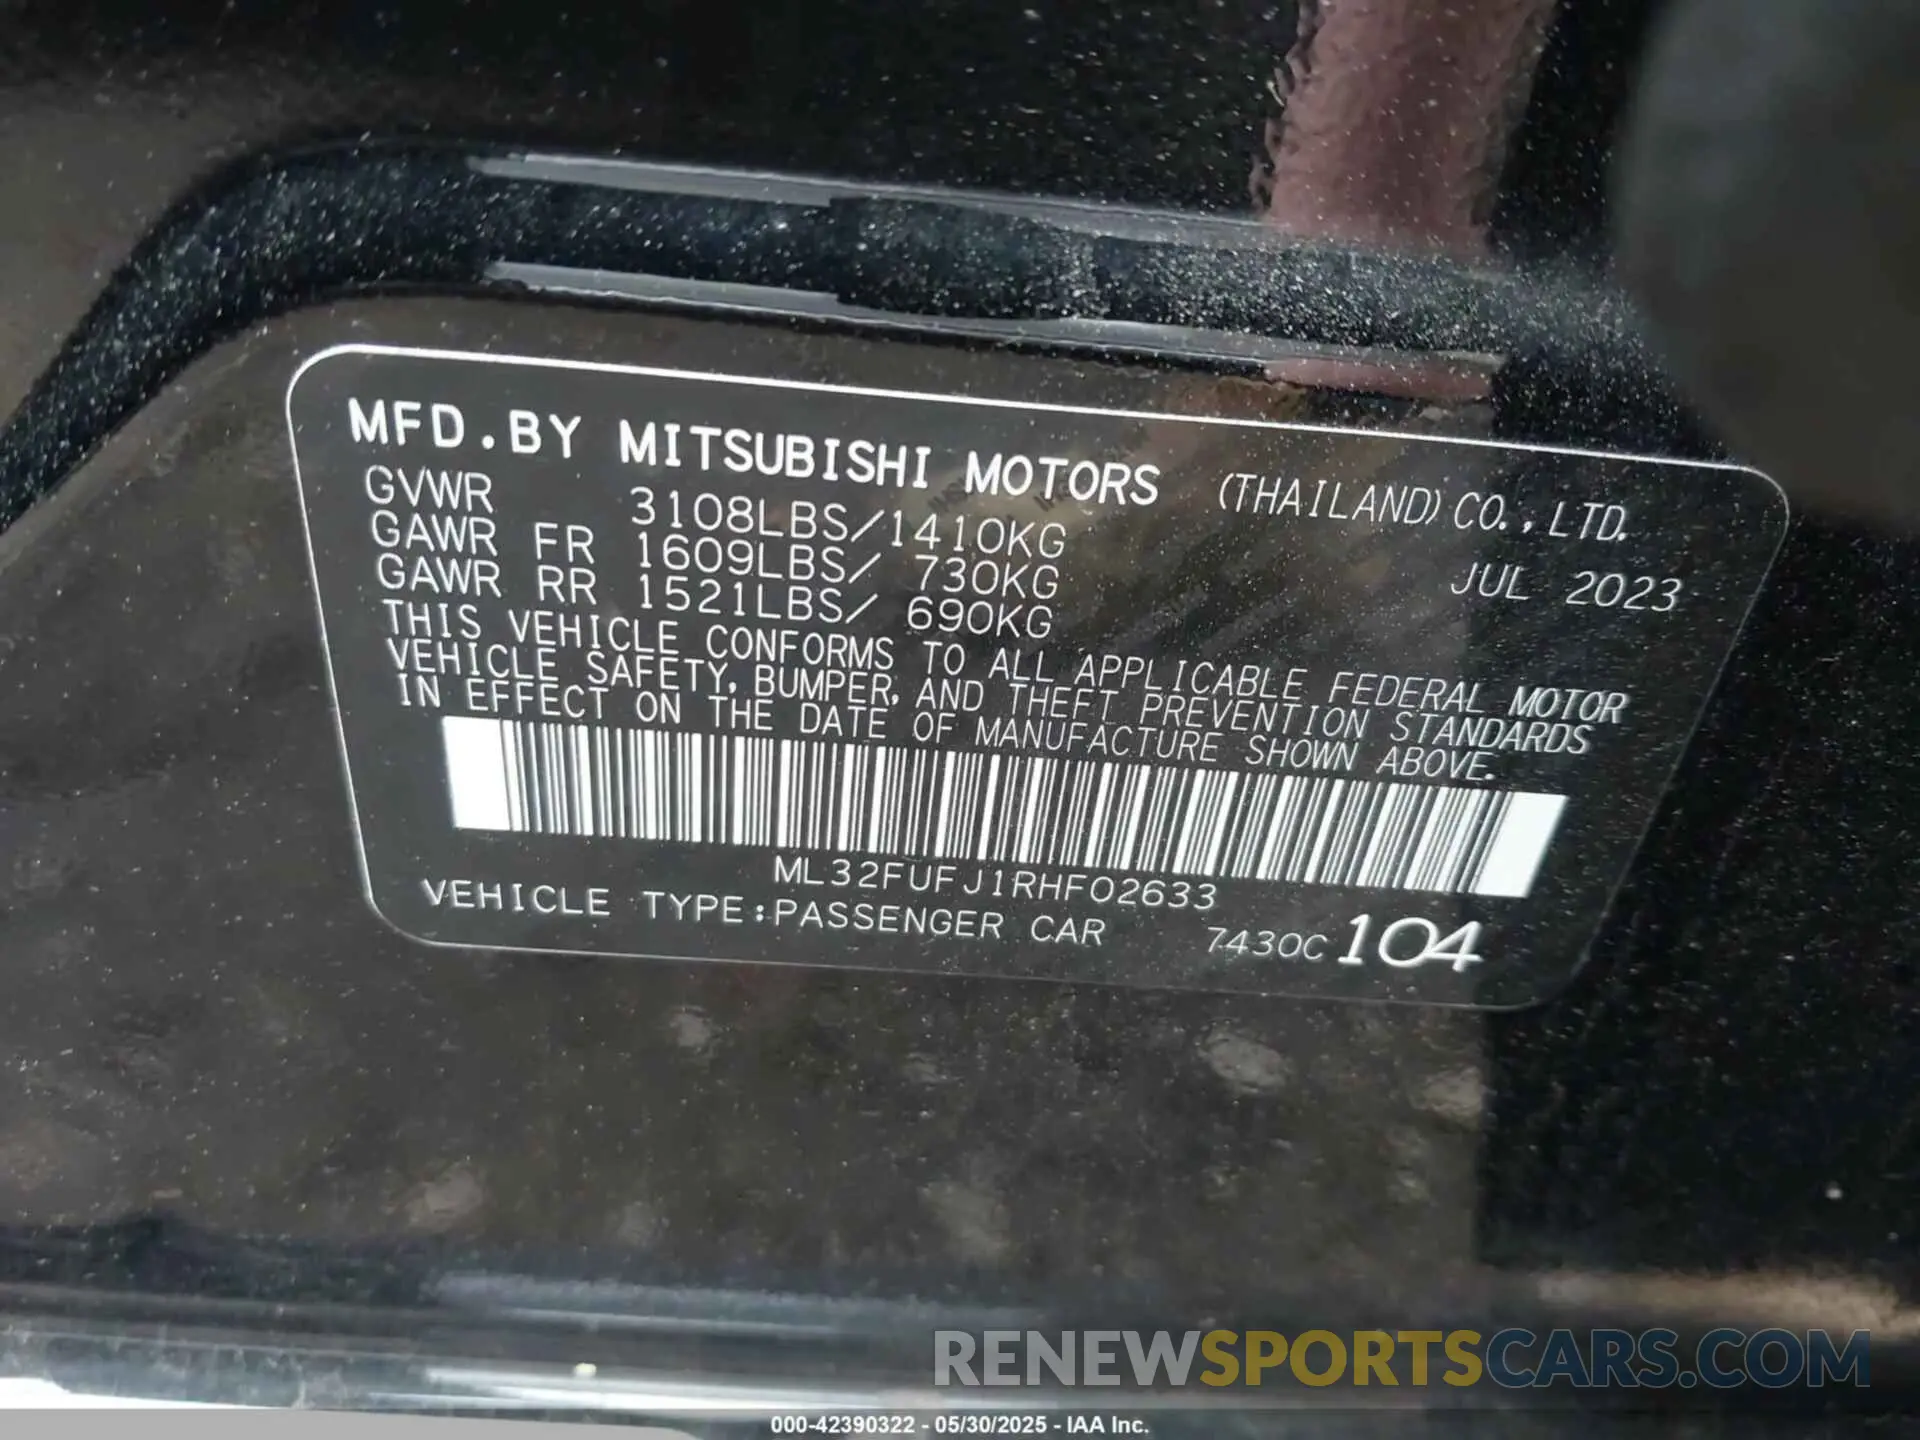 MFD.BY MITSUBISHI MOTORS (THAILAND) CO.,LTD.
GVWR 3108LBS/1410KG JUL 2023
GAWR FR 1609LBS/ 730KG
GAWR RR 1521LBS/ 690KG
THIS VEHICLE CONFORMS TO ALL APPLICABLE FEDERAL MOTOR
VEHICLE SAFETY, BUMPER, AND THEFT PREVENTION STANDARDS
IN EFFECT ON THE DATE OF MANUFACTURE SHOWN ABOVE.
ML32FUFJ1RHF02633
VEHICLE TYPE:PASSENGER CAR 7430C 104
RENEWSPORTSCARS.COM
000-42390322 - 05/30/2025 - IAA Inc.